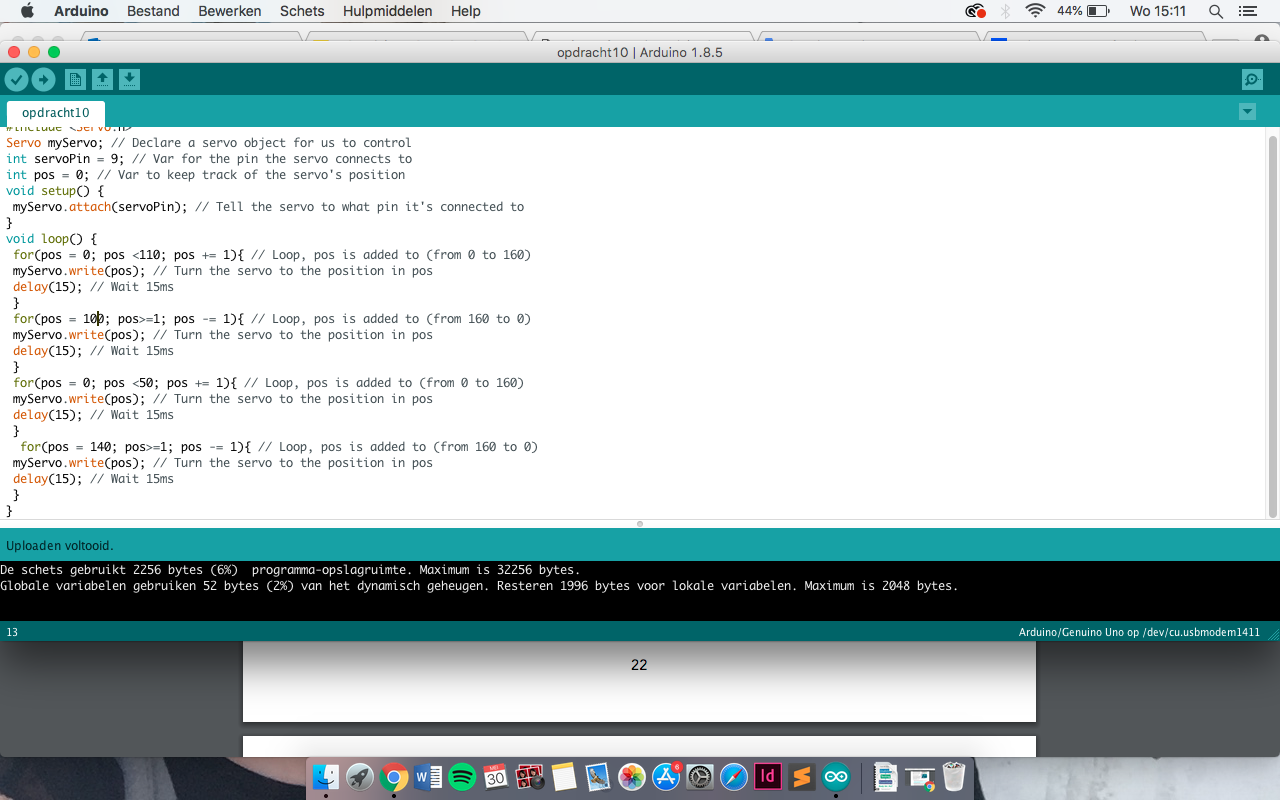 Arduino Bestand Bewerken Schets Hulpmiddelen Help 44% Wo 15:11
opdracht10 | Arduino 1.8.5
opdracht10
#include <Servo.h>
Servo myServo; // Declare a servo object for us to control
int servoPin = 9; // Var for the pin the servo connects to
int pos = 0; // Var to keep track of the servo's position
void setup() {
myServo.attach(servoPin); // Tell the servo to what pin it's connected to
}
void loop() {
for(pos = 0; pos <110; pos += 1){ // Loop, pos is added to (from 0 to 160)
myServo.write(pos); // Turn the servo to the position in pos
delay(15); // Wait 15ms
}
for(pos = 100; pos>=1; pos -= 1){ // Loop, pos is added to (from 160 to 0)
myServo.write(pos); // Turn the servo to the position in pos
delay(15); // Wait 15ms
}
for(pos = 0; pos <50; pos += 1){ // Loop, pos is added to (from 0 to 160)
myServo.write(pos); // Turn the servo to the position in pos
delay(15); // Wait 15ms
}
for(pos = 140; pos>=1; pos -= 1){ // Loop, pos is added to (from 160 to 0)
myServo.write(pos); // Turn the servo to the position in pos
delay(15); // Wait 15ms
}
}
Uploaden voltooid.
De schets gebruikt 2256 bytes (6%) programma-opslagruimte. Maximum is 32256 bytes.
Globale variabelen gebruiken 52 bytes (2%) van het dynamisch geheugen. Resteren 1996 bytes voor lokale variabelen. Maximum is 2048 bytes.
13 Arduino/Genuino Uno op /dev/cu.usbmodem1411
22
30
6
Id